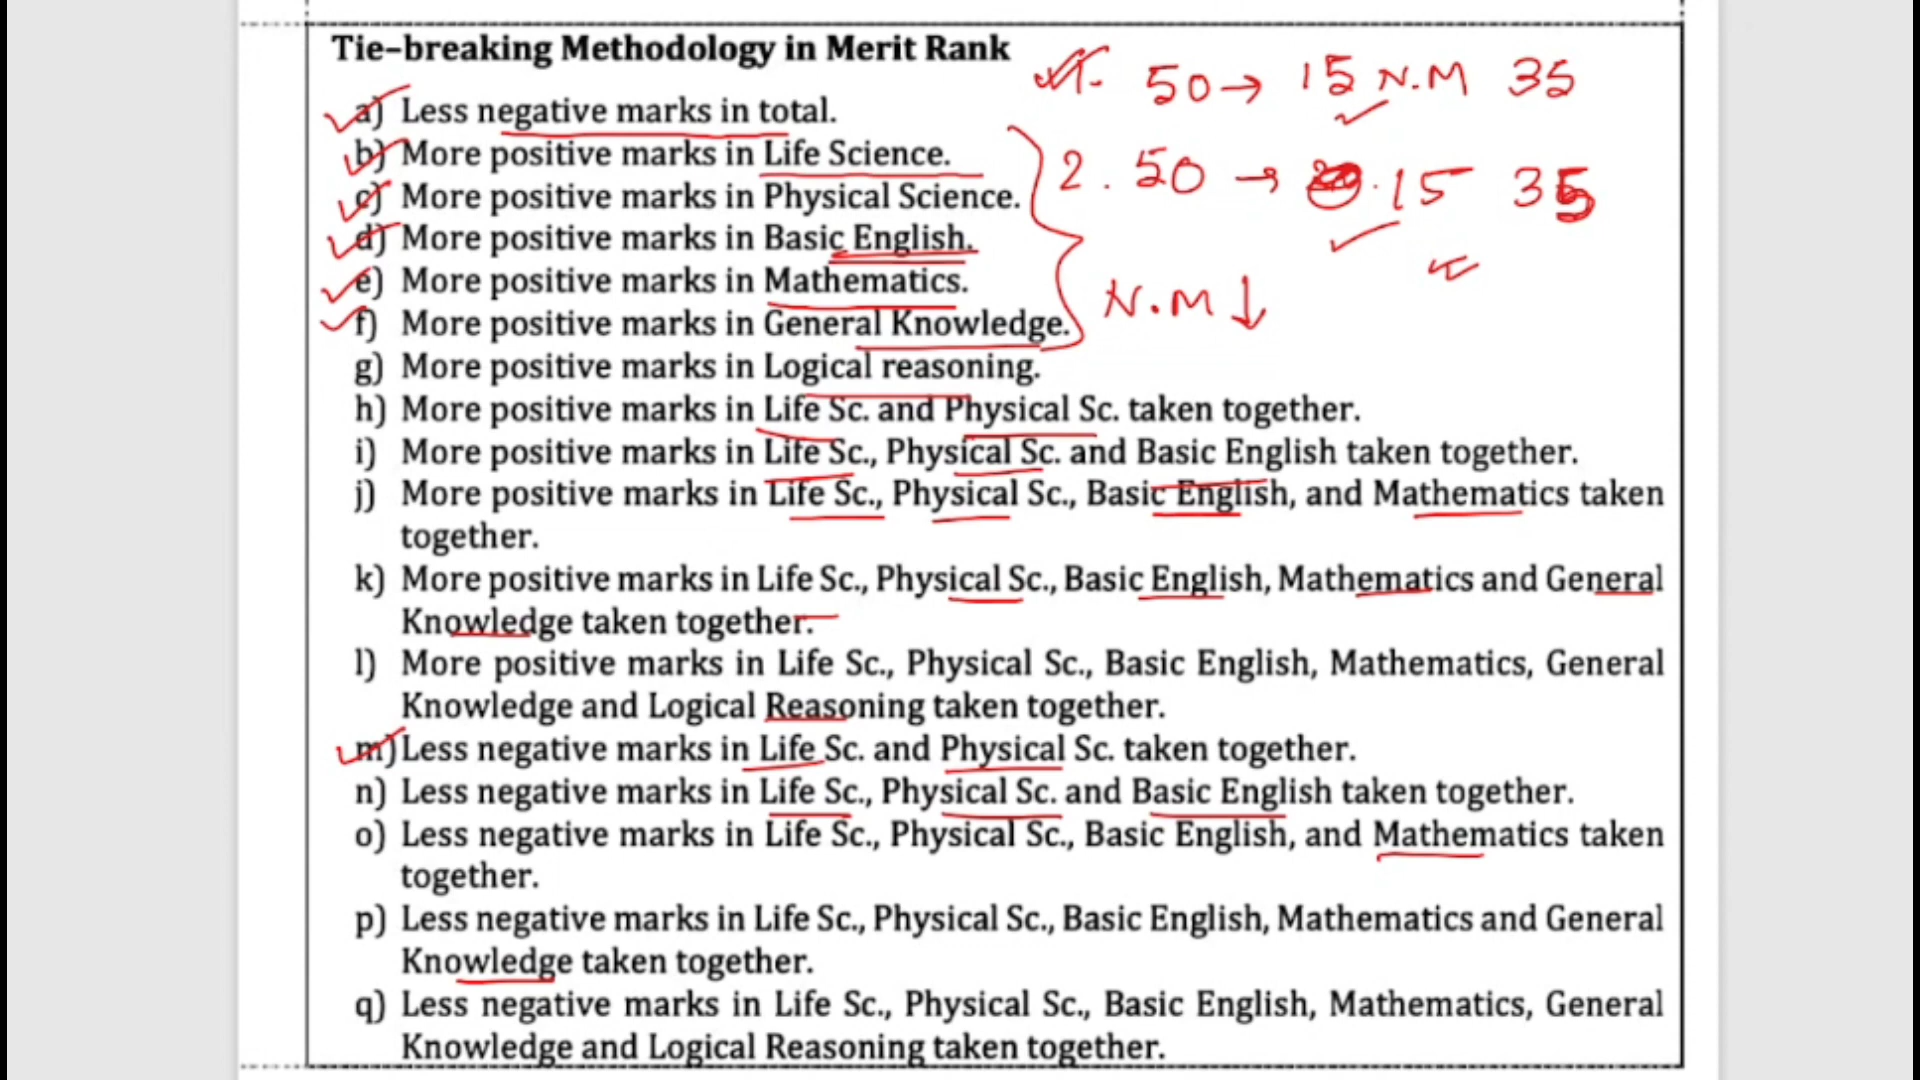 Tie–breaking Methodology in Merit Rank
1. 50 → 15 N.M 35
a) Less negative marks in total.
b) More positive marks in Life Science.
2. 50 → 15 35
c) More positive marks in Physical Science.
d) More positive marks in Basic English.
e) More positive marks in Mathematics.
N.M ↓
f) More positive marks in General Knowledge.
g) More positive marks in Logical reasoning.
h) More positive marks in Life Sc. and Physical Sc. taken together.
i) More positive marks in Life Sc., Physical Sc. and Basic English taken together.
j) More positive marks in Life Sc., Physical Sc., Basic English, and Mathematics taken
together.
k) More positive marks in Life Sc., Physical Sc., Basic English, Mathematics and General
Knowledge taken together.
l) More positive marks in Life Sc., Physical Sc., Basic English, Mathematics, General
Knowledge and Logical Reasoning taken together.
m) Less negative marks in Life Sc. and Physical Sc. taken together.
n) Less negative marks in Life Sc., Physical Sc. and Basic English taken together.
o) Less negative marks in Life Sc., Physical Sc., Basic English, and Mathematics taken
together.
p) Less negative marks in Life Sc., Physical Sc., Basic English, Mathematics and General
Knowledge taken together.
q) Less negative marks in Life Sc., Physical Sc., Basic English, Mathematics, General
Knowledge and Logical Reasoning taken together.